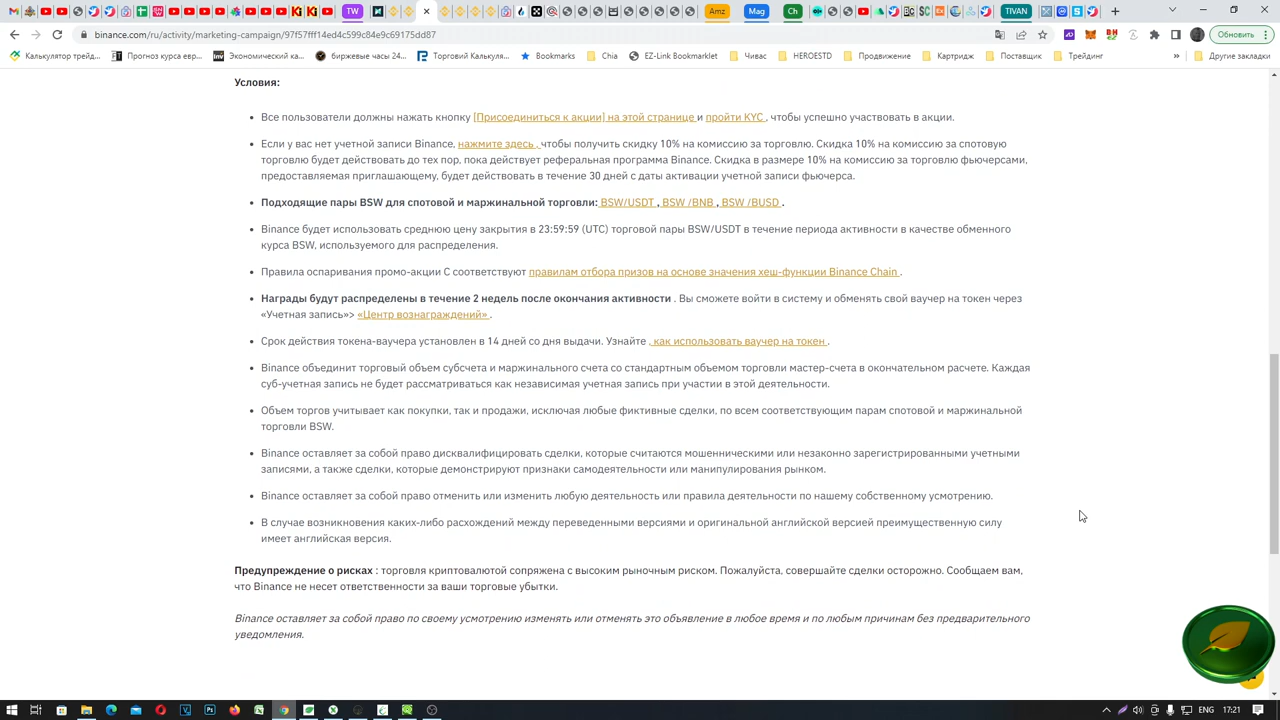 TW
Amz
Mag
Ch
TIVAN
binance.com/ru/activity/marketing-campaign/97f57fff14ed4c599c84e9c69175dd87
Обновить
Калькулятор трейд...
Прогноз курса евр...
Экономический ка...
биржевые часы 24...
Торговий Калькуля...
Bookmarks
Chia
EZ-Link Bookmarklet
Чивас
HEROESTD
Продвижение
Картридж
Поставщик
Трейдинг
»
Другие закладки
Условия:
Все пользователи должны нажать кнопку [Присоединиться к акции] на этой странице и пройти KYC , чтобы успешно участвовать в акции.
Если у вас нет учетной записи Binance, нажмите здесь , чтобы получить скидку 10% на комиссию за торговлю. Скидка 10% на комиссию за спотовую
торговлю будет действовать до тех пор, пока действует реферальная программа Binance. Скидка в размере 10% на комиссию за торговлю фьючерсами,
предоставляемая приглашающему, будет действовать в течение 30 дней с даты активации учетной записи фьючерса.
Подходящие пары BSW для спотовой и маржинальной торговли: BSW/USDT , BSW /BNB , BSW /BUSD .
Binance будет использовать среднюю цену закрытия в 23:59:59 (UTC) торговой пары BSW/USDT в течение периода активности в качестве обменного
курса BSW, используемого для распределения.
Правила оспаривания промо-акции C соответствуют правилам отбора призов на основе значения хеш-функции Binance Chain .
Награды будут распределены в течение 2 недель после окончания активности . Вы сможете войти в систему и обменять свой ваучер на токен через
«Учетная запись»> «Центр вознаграждений» .
Срок действия токена-ваучера установлен в 14 дней со дня выдачи. Узнайте , как использовать ваучер на токен .
Binance объединит торговый объем субсчета и маржинального счета со стандартным объемом торговли мастер-счета в окончательном расчете. Каждая
суб-учетная запись не будет рассматриваться как независимая учетная запись при участии в этой деятельности.
Объем торгов учитывает как покупки, так и продажи, исключая любые фиктивные сделки, по всем соответствующим парам спотовой и маржинальной
торговли BSW.
Binance оставляет за собой право дисквалифицировать сделки, которые считаются мошенническими или незаконно зарегистрированными учетными
записями, а также сделки, которые демонстрируют признаки самодеятельности или манипулирования рынком.
Binance оставляет за собой право отменить или изменить любую деятельность или правила деятельности по нашему собственному усмотрению.
В случае возникновения каких-либо расхождений между переведенными версиями и оригинальной английской версией преимущественную силу
имеет английская версия.
Предупреждение о рисках : торговля криптовалютой сопряжена с высоким рыночным риском. Пожалуйста, совершайте сделки осторожно. Сообщаем вам,
что Binance не несет ответственности за ваши торговые убытки.
Binance оставляет за собой право по своему усмотрению изменять или отменять это объявление в любое время и по любым причинам без предварительного
уведомления.
ENG
17:21